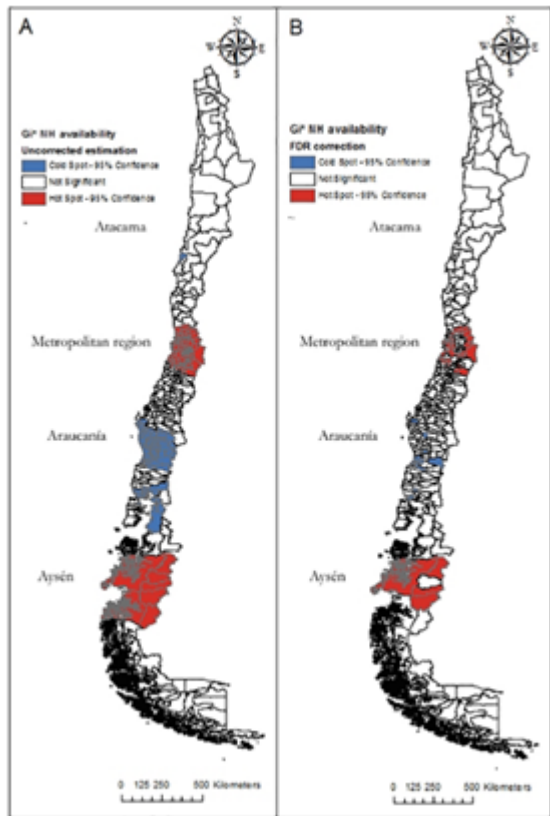 A
N
W E
S
Gi* NH availability
Uncorrected estimation
Cold Spot - 95% Confidence
Not Significant
Hot Spot - 95% Confidence
Atacama
Metropolitan region
Araucanía
Aysén
0 125 250 500 Kilometers
B
N
W E
S
Gi* NH availability
FDR correction
Cold Spot - 95% Confidence
Not Significant
Hot Spot - 95% Confidence
Atacama
Metropolitan region
Araucanía
Aysén
0 125 250 500 Kilometers